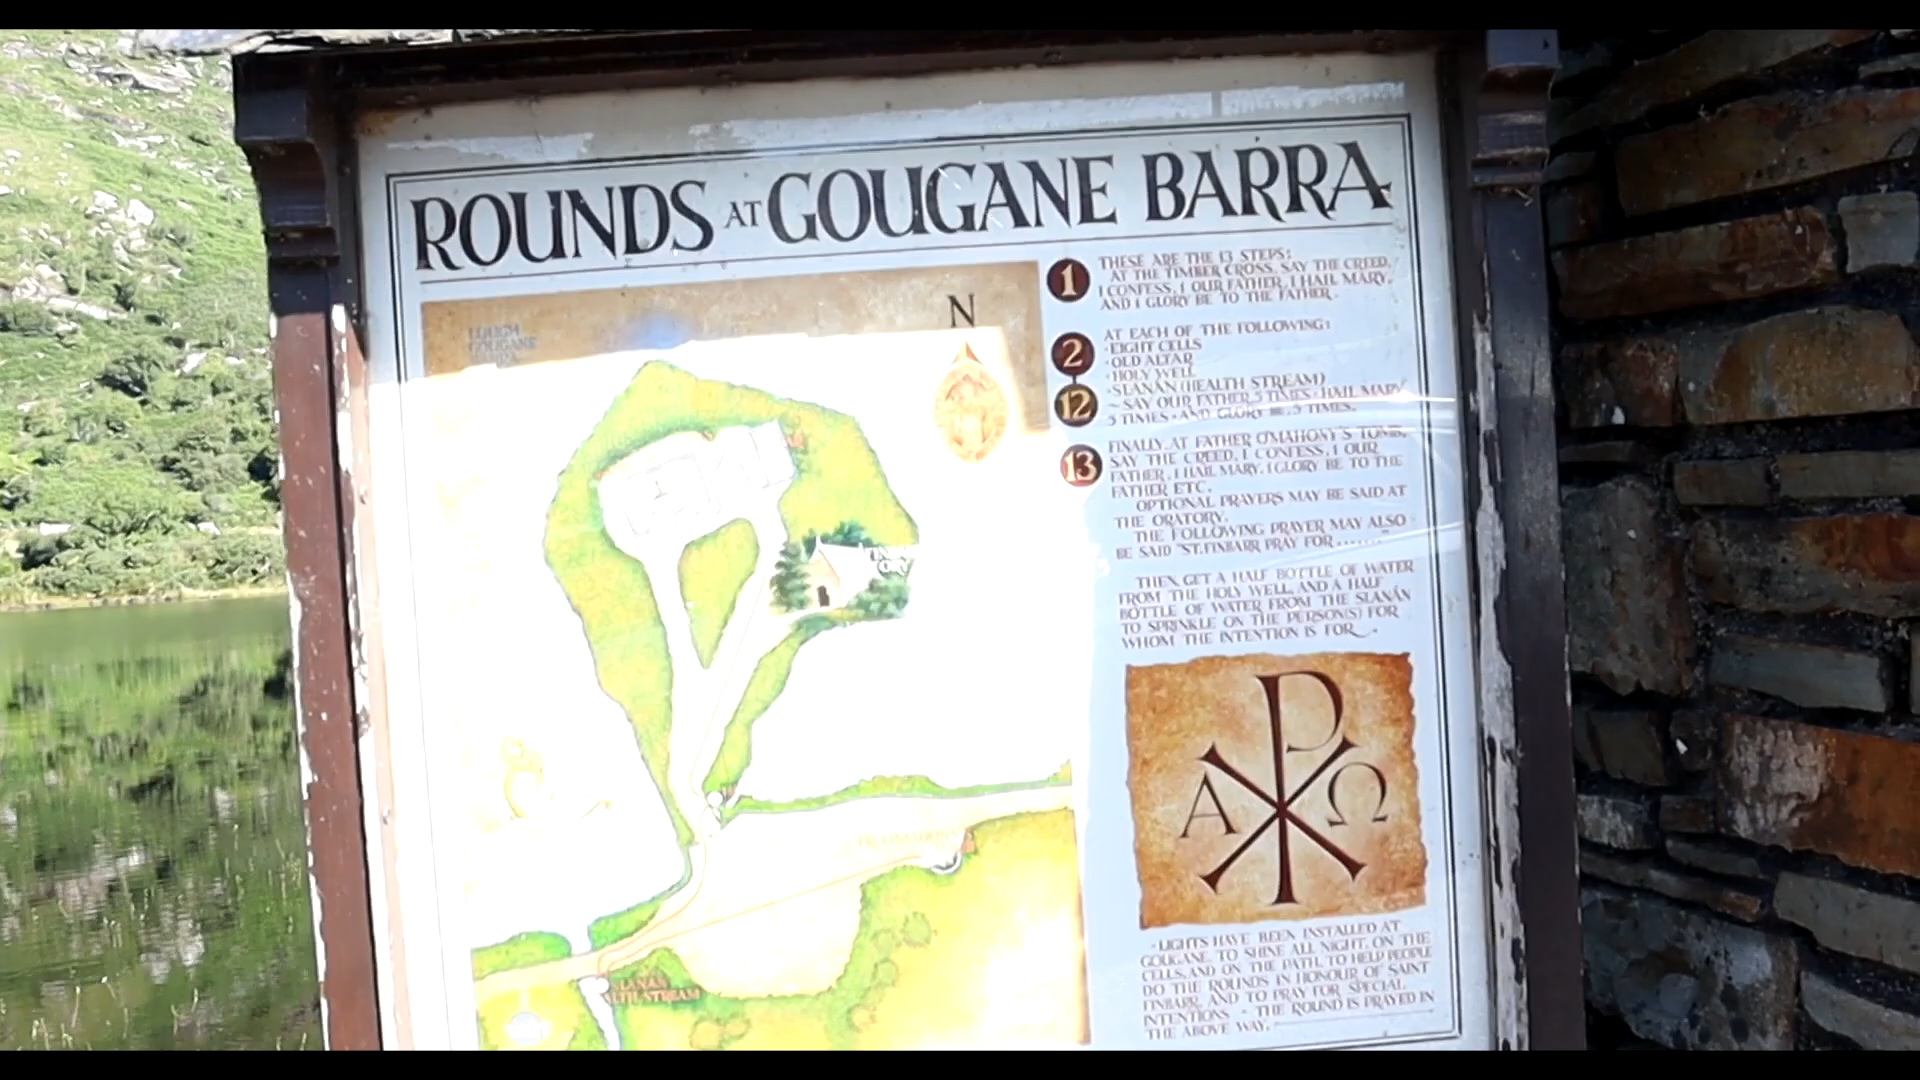 ROUNDS AT GOUGANE BARRA
LOUGH
GOUGANE
BARRA
N
1
THESE ARE THE 13 STEPS:
AT THE TIMBER CROSS, SAY THE CREED,
I CONFESS, 1 OUR FATHER, 1 HAIL MARY,
AND 1 GLORY BE TO THE FATHER.
2
12
AT EACH OF THE FOLLOWING:
·EIGHT CELLS
·OLD ALTAR
·HOLY WELL
·SLANÁN (HEALTH STREAM)
~ SAY OUR FATHER 5 TIMES · HAIL MARY
5 TIMES · AND GLORY BE, 5 TIMES.
13
FINALLY, AT FATHER O'MAHONY'S TOMB,
SAY THE CREED, I CONFESS, 1 OUR
FATHER, 1 HAIL MARY, 1 GLORY BE TO THE
FATHER ETC.
OPTIONAL PRAYERS MAY BE SAID AT
THE ORATORY.
THE FOLLOWING PRAYER MAY ALSO
BE SAID "ST. FINBARR PRAY FOR.......
THEN GET A HALF BOTTLE OF WATER
FROM THE HOLY WELL, AND A HALF
BOTTLE OF WATER FROM THE SLANÁN
TO SPRINKLE ON THE PERSON(S) FOR
WHOM THE INTENTION IS FOR.
Α Ω
SLANÁN
HEALTH STREAM
·LIGHTS HAVE BEEN INSTALLED AT
GOUGANE, TO SHINE ALL NIGHT, ON THE
CELLS, AND ON THE PATH, TO HELP PEOPLE
DO THE ROUNDS IN HONOUR OF SAINT
FINBARR, AND TO PRAY FOR SPECIAL
INTENTIONS - THE ROUND IS PRAYED IN
THE ABOVE WAY.